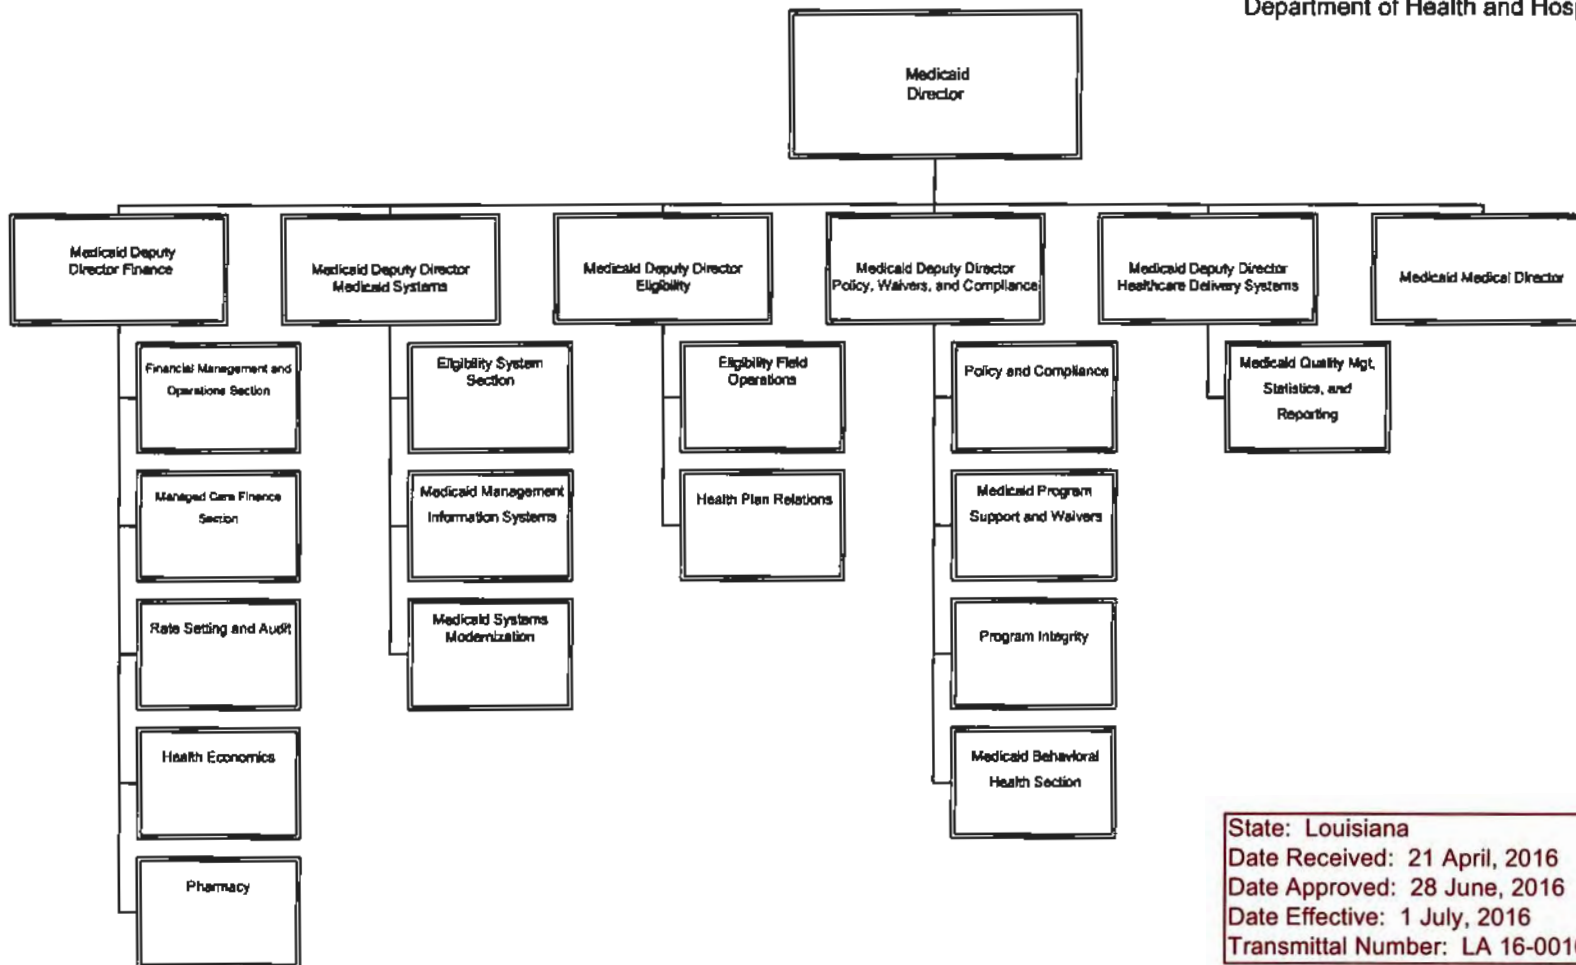 Department of Health and Hosp
Medicaid
Director
Medicaid Deputy
Director Finance
Medicaid Deputy Director
Medicaid Systems
Medicaid Deputy Director
Eligibility
Medicaid Deputy Director
Policy, Waivers, and Compliance
Medicaid Deputy Director
Healthcare Delivery Systems
Medicaid Medical Director
Financial Management and
Operations Section
Managed Care Finance
Section
Rate Setting and Audit
Health Economics
Pharmacy
Eligibility System
Section
Medicaid Management
Information Systems
Medicaid Systems
Modernization
Eligibility Field
Operations
Health Plan Relations
Policy and Compliance
Medicaid Program
Support and Waivers
Program Integrity
Medicaid Behavioral
Health Section
Medicaid Quality Mgt,
Statistics, and
Reporting
State: Louisiana
Date Received: 21 April, 2016
Date Approved: 28 June, 2016
Date Effective: 1 July, 2016
Transmittal Number: LA 16-0010